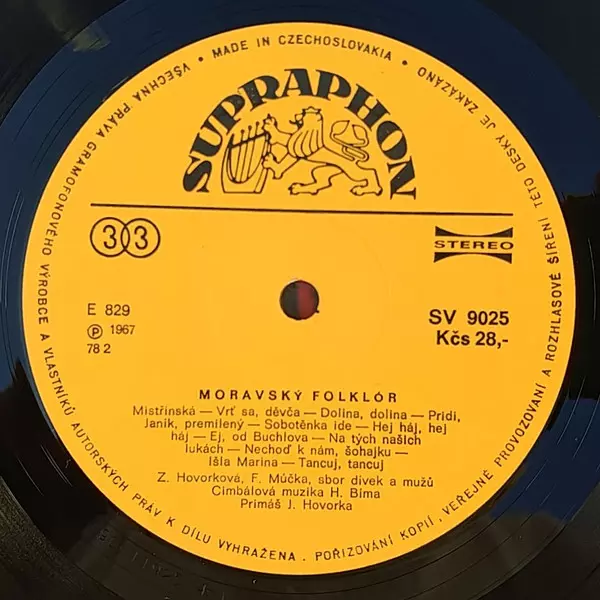 MADE IN CZECHOSLOVAKIA • VŠECHNA PRÁVA GRAMOFONOVÉHO VÝROBCE A VLASTNÍKŮ AUTORSKÝCH PRÁV K DÍLU VYHRAŽENA. POŘIZOVÁNÍ KOPIÍ, VEŘEJNÉ PROVOZOVÁNÍ A ROZHLASOVÉ ŠÍŘENÍ TÉTO DESKY JE ZAKÁZÁNO •
SUPRAPHON
33
STEREO
E 829
SV 9025
℗ 1967
Kčs 28,-
78 2
MORAVSKÝ FOLKLÓR
Mistřinská — Vrť sa, děvča — Dolina, dolina — Pridi,
Janík, premilený — Sobotěnka ide — Hej háj, hej
háj — Ej, od Buchlova — Na tých našich
lukách — Nechoď k nám, šohajku —
Išla Marina — Tancuj, tancuj
Z. Hovorková, F. Múčka, sbor dívek a mužů
Cimbálová muzika H. Bíma
Primáš J. Hovorka